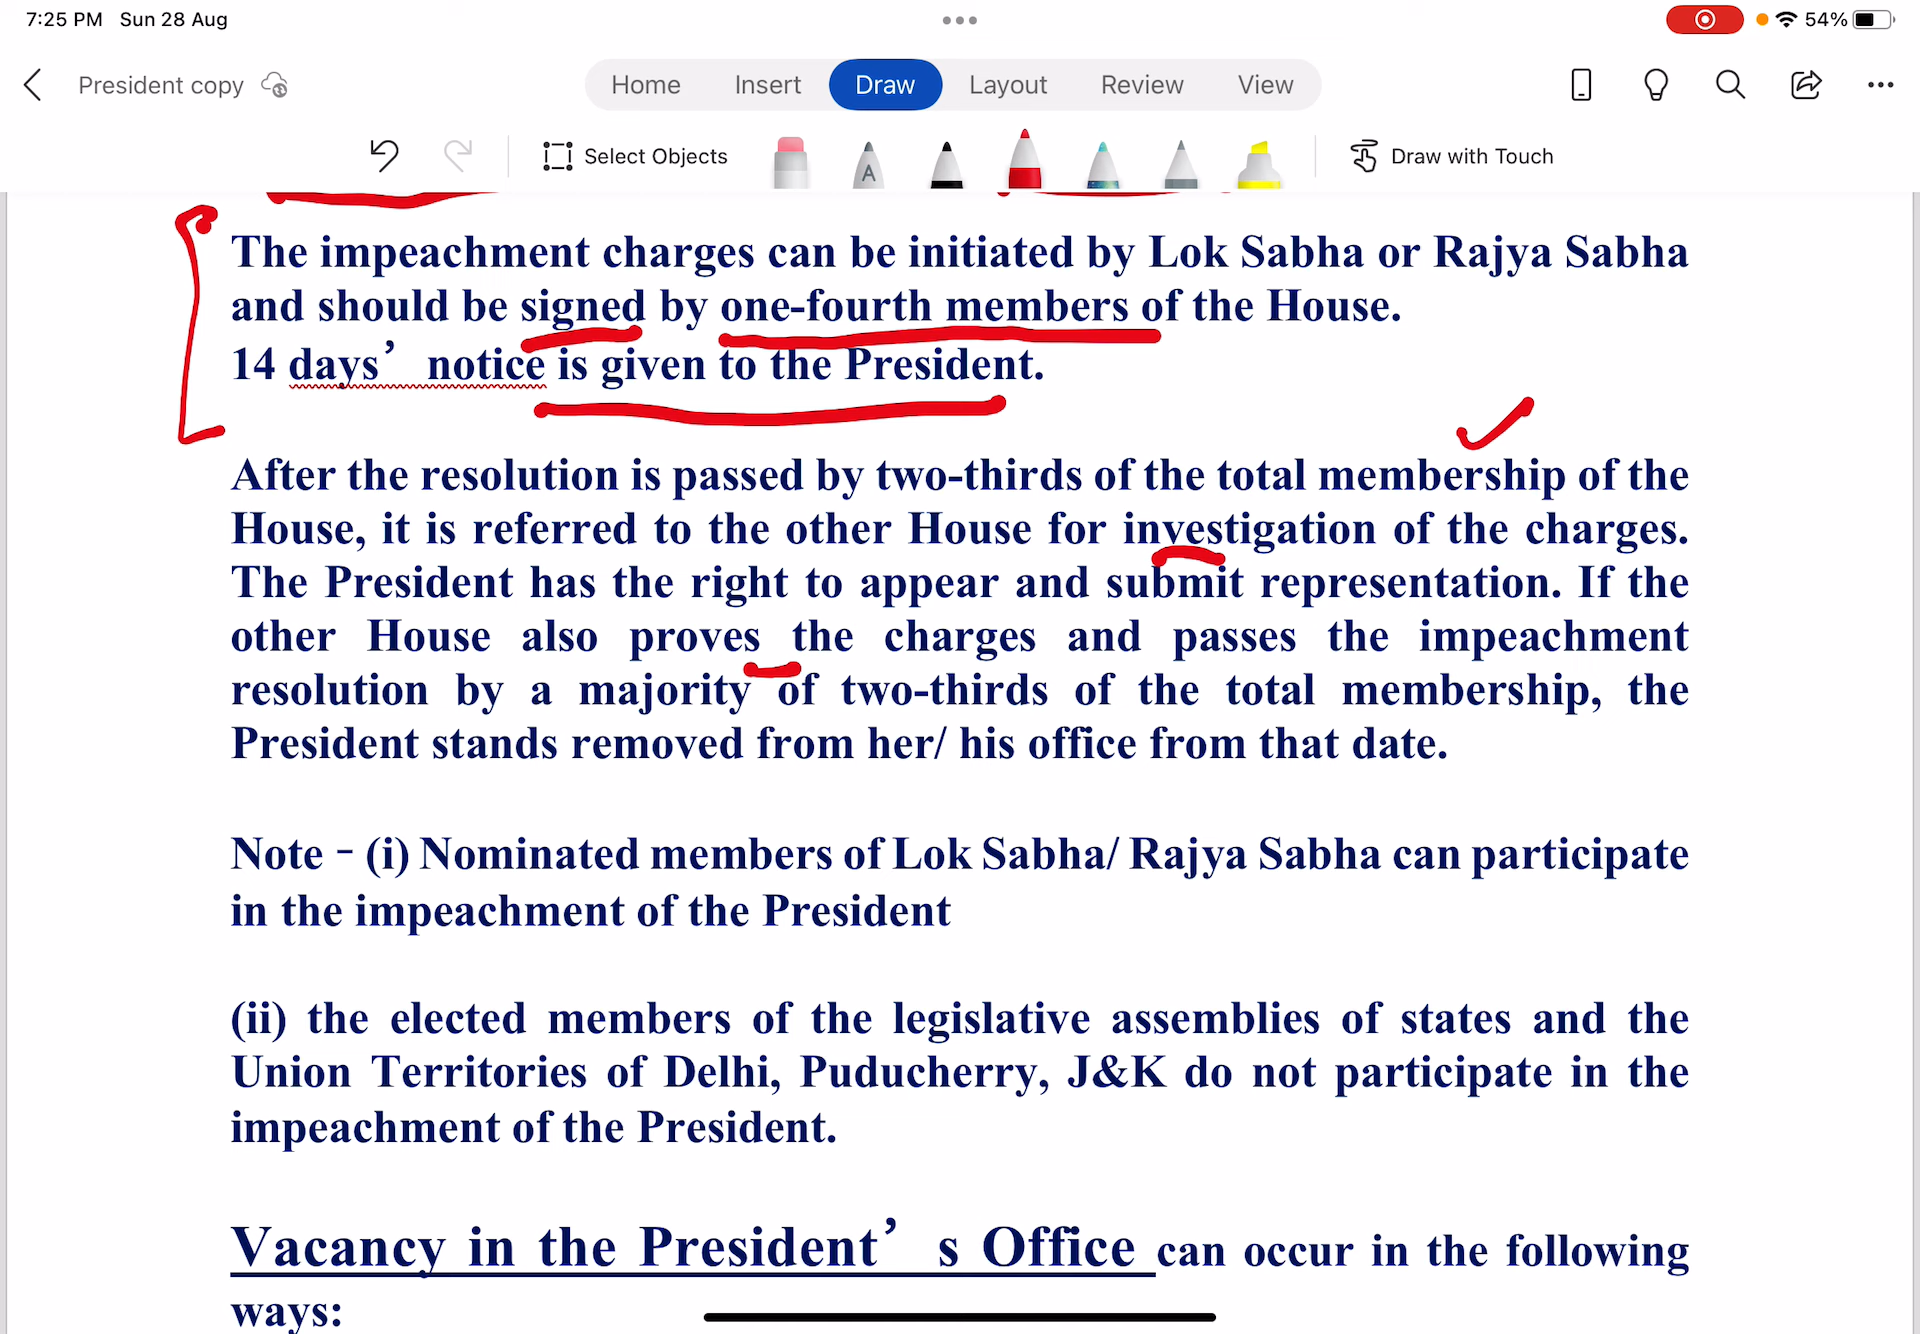 7:25 PM Sun 28 Aug
54%
President copy
Home Insert Draw Layout Review View
Select Objects
A
Draw with Touch
The impeachment charges can be initiated by Lok Sabha or Rajya Sabha
and should be signed by one-fourth members of the House.
14 days’ notice is given to the President.
After the resolution is passed by two-thirds of the total membership of the
House, it is referred to the other House for investigation of the charges.
The President has the right to appear and submit representation. If the
other House also proves the charges and passes the impeachment
resolution by a majority of two-thirds of the total membership, the
President stands removed from her/ his office from that date.
Note - (i) Nominated members of Lok Sabha/ Rajya Sabha can participate
in the impeachment of the President
(ii) the elected members of the legislative assemblies of states and the
Union Territories of Delhi, Puducherry, J&K do not participate in the
impeachment of the President.
Vacancy in the President’ s Office can occur in the following
ways: